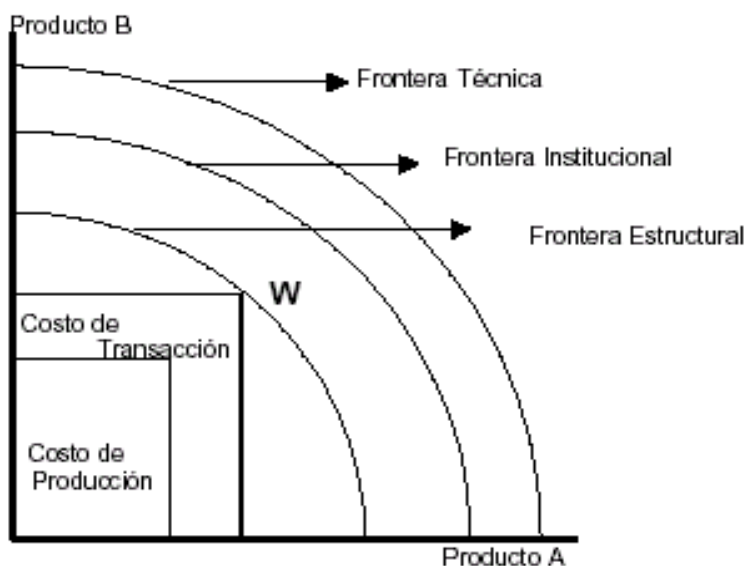 Producto B
Frontera Técnica
Frontera Institucional
Frontera Estructural
W
Costo de
Transacción
Costo de
Producción
Producto A